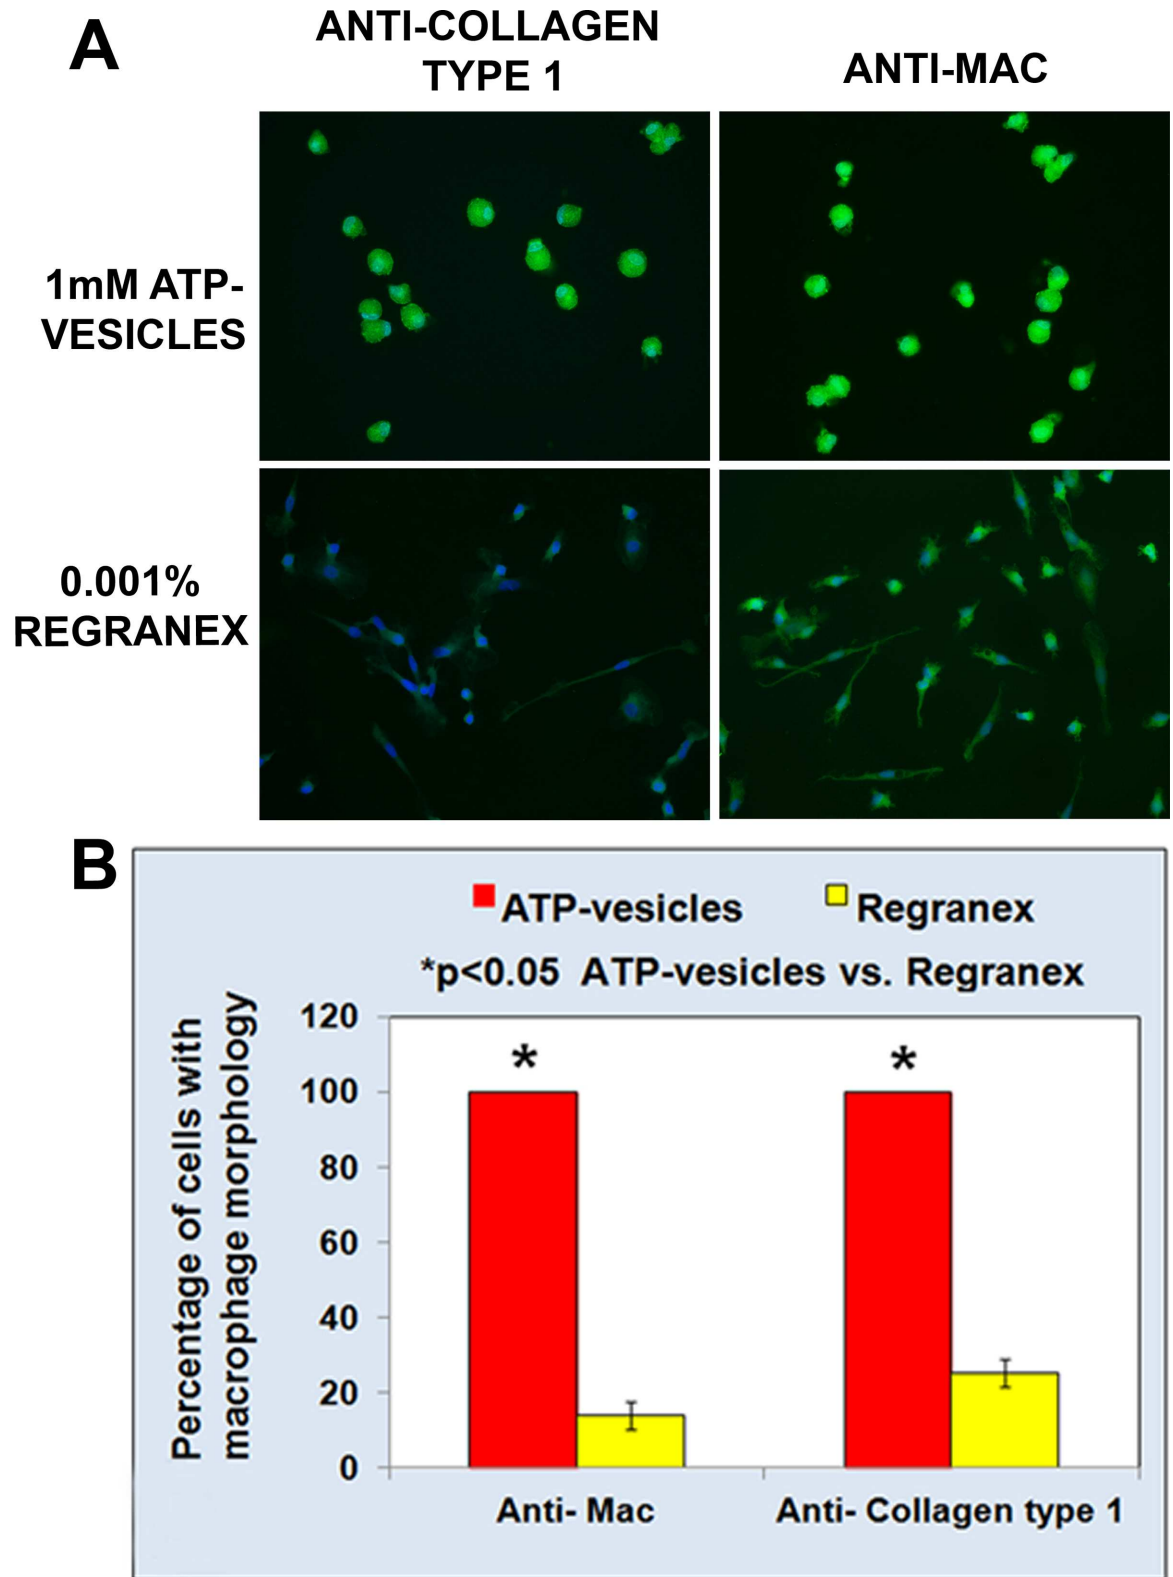 A
ANTI-COLLAGEN
TYPE 1
ANTI-MAC
1mM ATP-
VESICLES
0.001%
REGRANEX
B
ATP-vesicles
Regranex
*p<0.05 ATP-vesicles vs. Regranex
Percentage of cells with
macrophage morphology
120
100
80
60
40
20
0
*
*
Anti- Mac
Anti- Collagen type 1